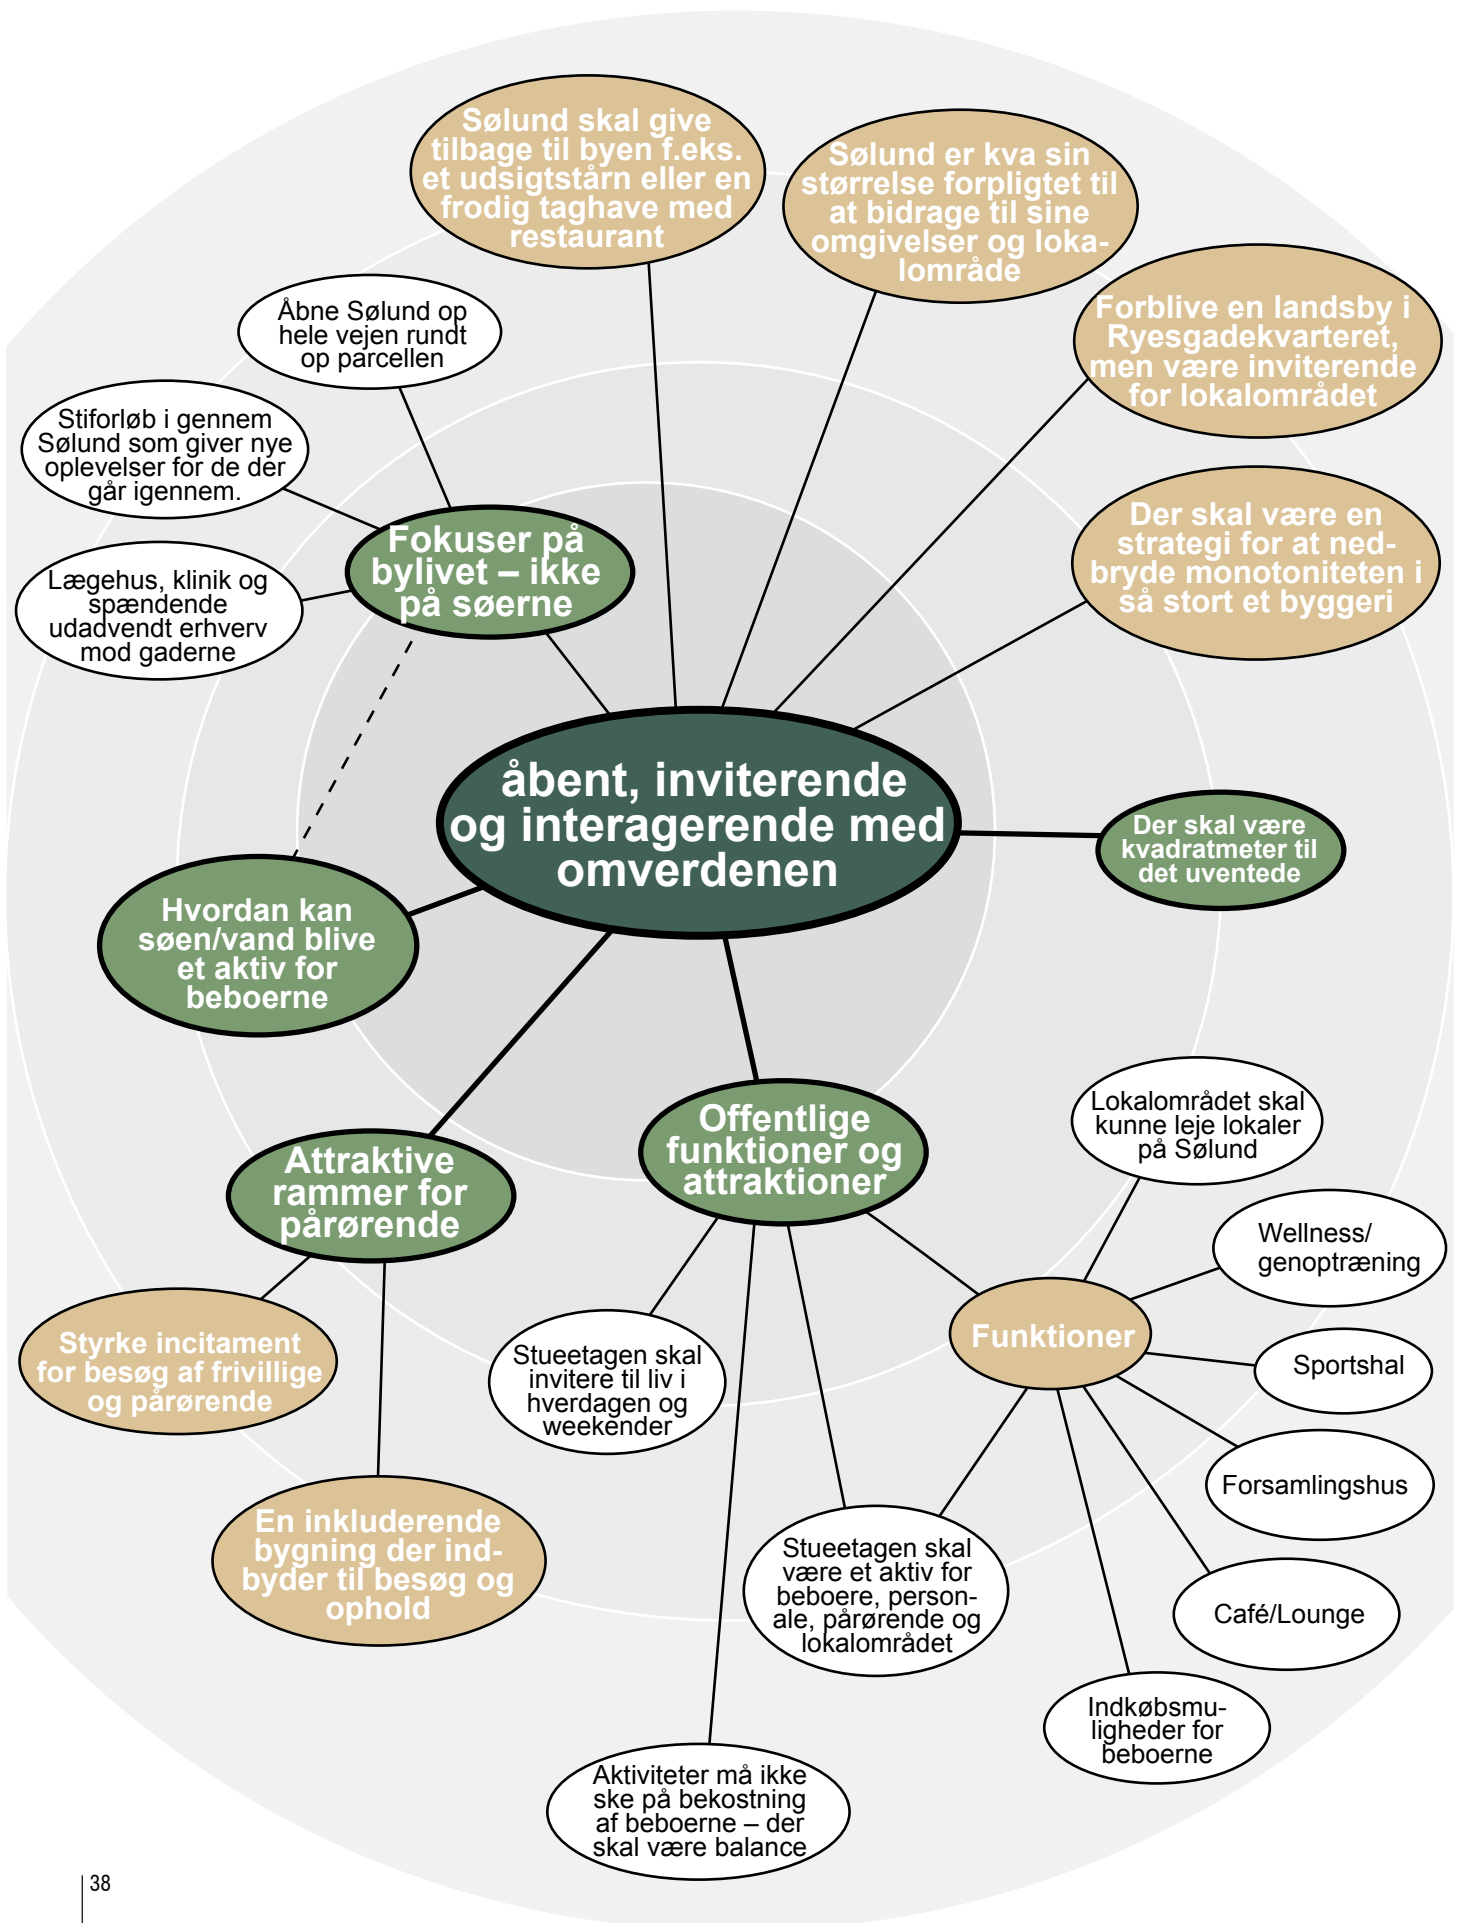 Sølund skal give
tilbage til byen f.eks.
et udsigtstårn eller en
frodig taghave med
restaurant
Sølund er kva sin
størrelse forpligtet til
at bidrage til sine
omgivelser og loka-
lområde
Forblive en landsby i
Ryesgadekvarteret,
men være inviterende
for lokalområdet
Der skal være en
strategi for at ned-
bryde monotoniteten i
så stort et byggeri
Åbne Sølund op
hele vejen rundt
op parcellen
Stiforløb i gennem
Sølund som giver nye
oplevelser for de der
går igennem.
Lægehus, klinik og
spændende
udadvendt erhverv
mod gaderne
Fokuser på
bylivet – ikke
på søerne
åbent, inviterende
og interagerende med
omverdenen
Der skal være
kvadratmeter til
det uventede
Hvordan kan
søen/vand blive
et aktiv for
beboerne
Attraktive
rammer for
pårørende
Offentlige
funktioner og
attraktioner
Lokalområdet skal
kunne leje lokaler
på Sølund
Wellness/
genoptræning
Funktioner
Sportshal
Styrke incitament
for besøg af frivillige
og pårørende
Stueetagen skal
invitere til liv i
hverdagen og
weekender
Forsamlingshus
En inkluderende
bygning der ind-
byder til besøg og
ophold
Stueetagen skal
være et aktiv for
beboere, person-
ale, pårørende og
lokalområdet
Café/Lounge
Indkøbsmu-
ligheder for
beboerne
Aktiviteter må ikke
ske på bekostning
af beboerne – der
skal være balance
38